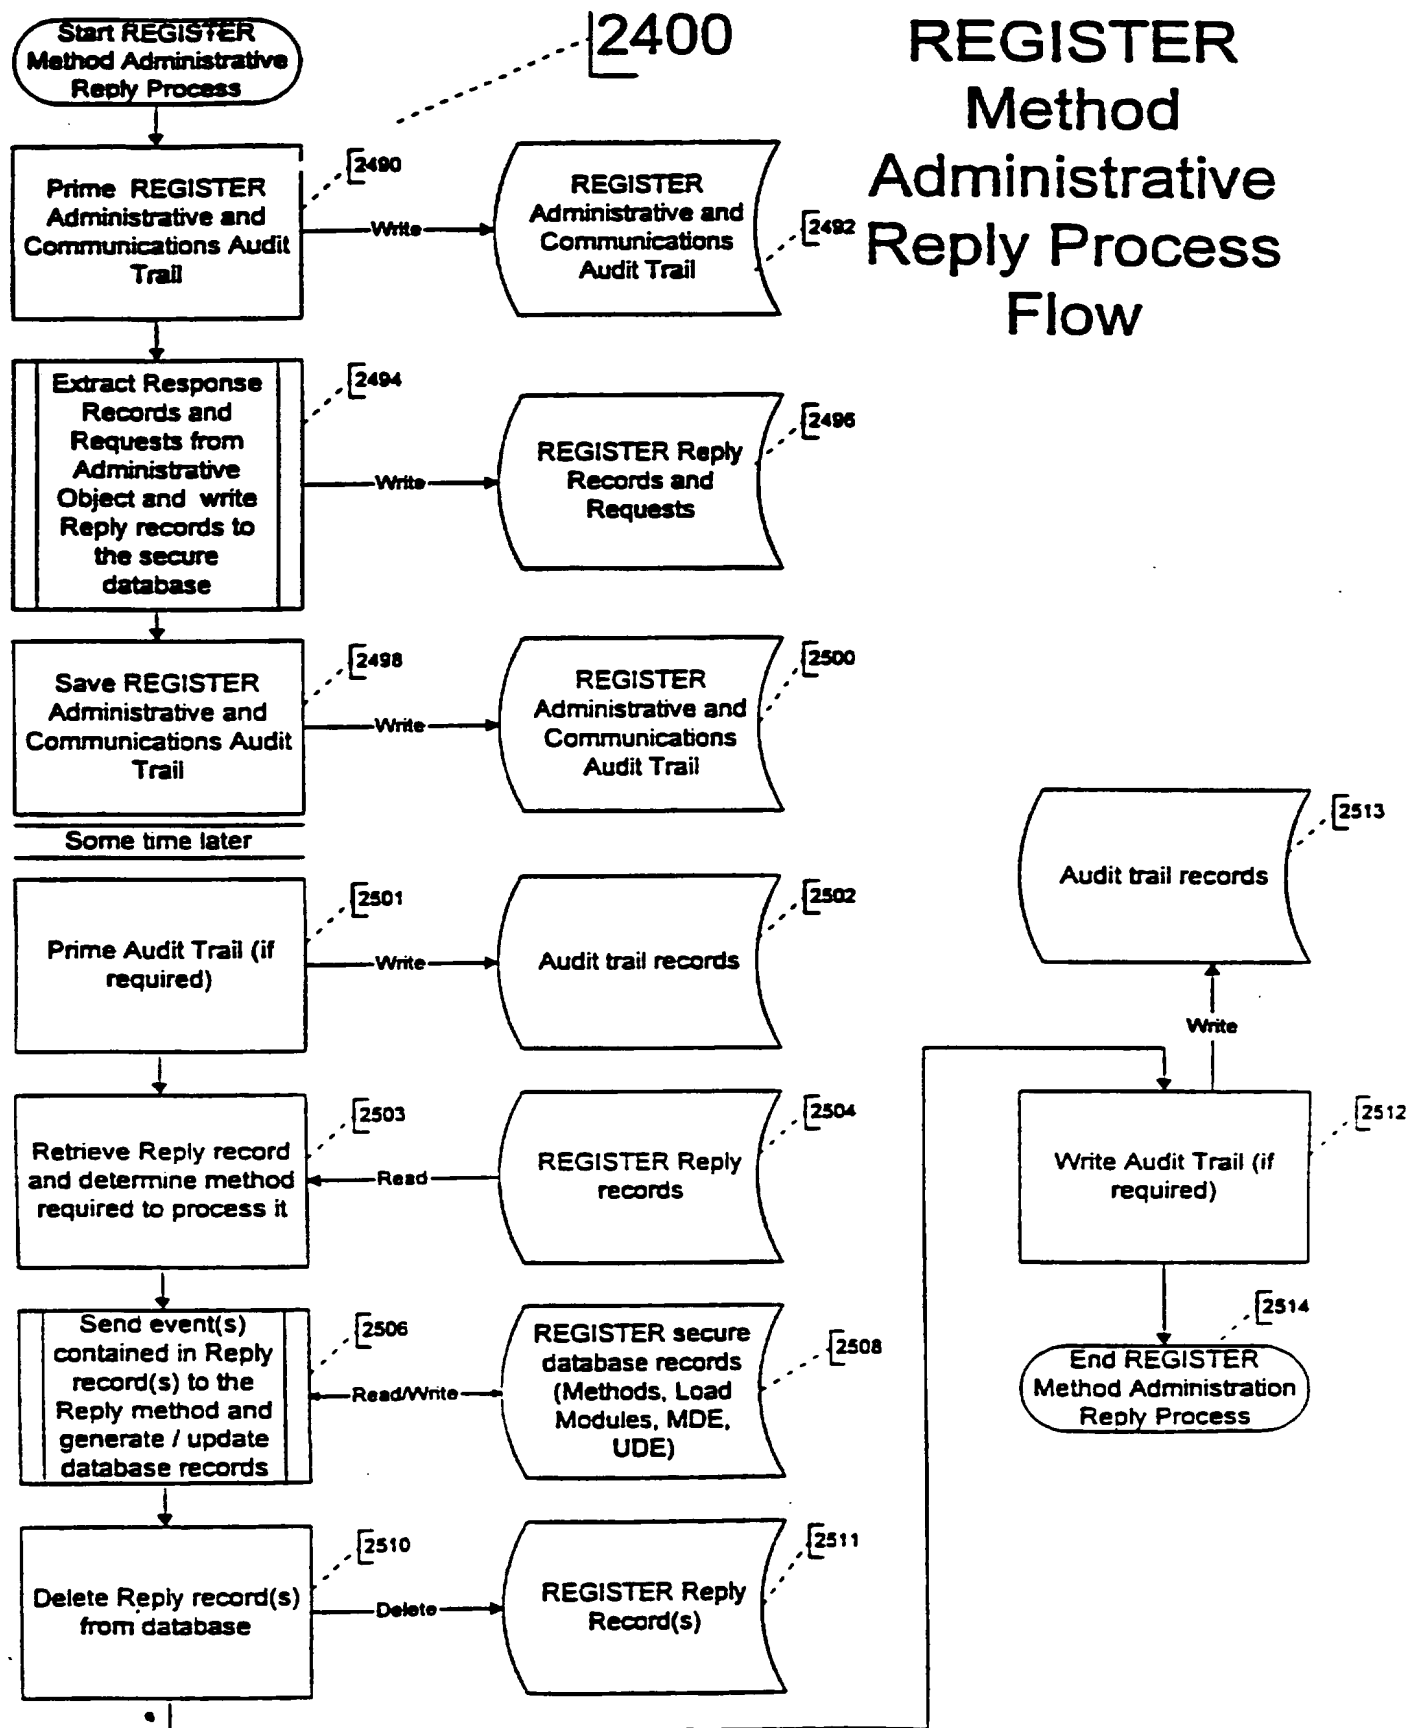 Start REGISTER
Method Administrative
Reply Process
2400
REGISTER
Method
Administrative
Reply Process
Flow
Prime REGISTER
Administrative and
Communications Audit
Trail
2490
Write
REGISTER
Administrative and
Communications
Audit Trail
2492
Extract Response
Records and
Requests from
Administrative
Object and write
Reply records to
the secure
database
2494
Write
REGISTER Reply
Records and
Requests
2496
Save REGISTER
Administrative and
Communications Audit
Trail
2498
Write
REGISTER
Administrative and
Communications
Audit Trail
2500
Some time later
Prime Audit Trail (if
required)
2501
Write
Audit trail records
2502
Retrieve Reply record
and determine method
required to process it
2503
Read
REGISTER Reply
records
2504
Send event(s)
contained in Reply
record(s) to the
Reply method and
generate / update
database records
2506
Read/Write
REGISTER secure
database records
(Methods, Load
Modules, MDE,
UDE)
2508
Delete Reply record(s)
from database
2510
Delete
REGISTER Reply
Record(s)
2511
Audit trail records
2513
Write
Write Audit Trail (if
required)
2512
2514
End REGISTER
Method Administration
Reply Process